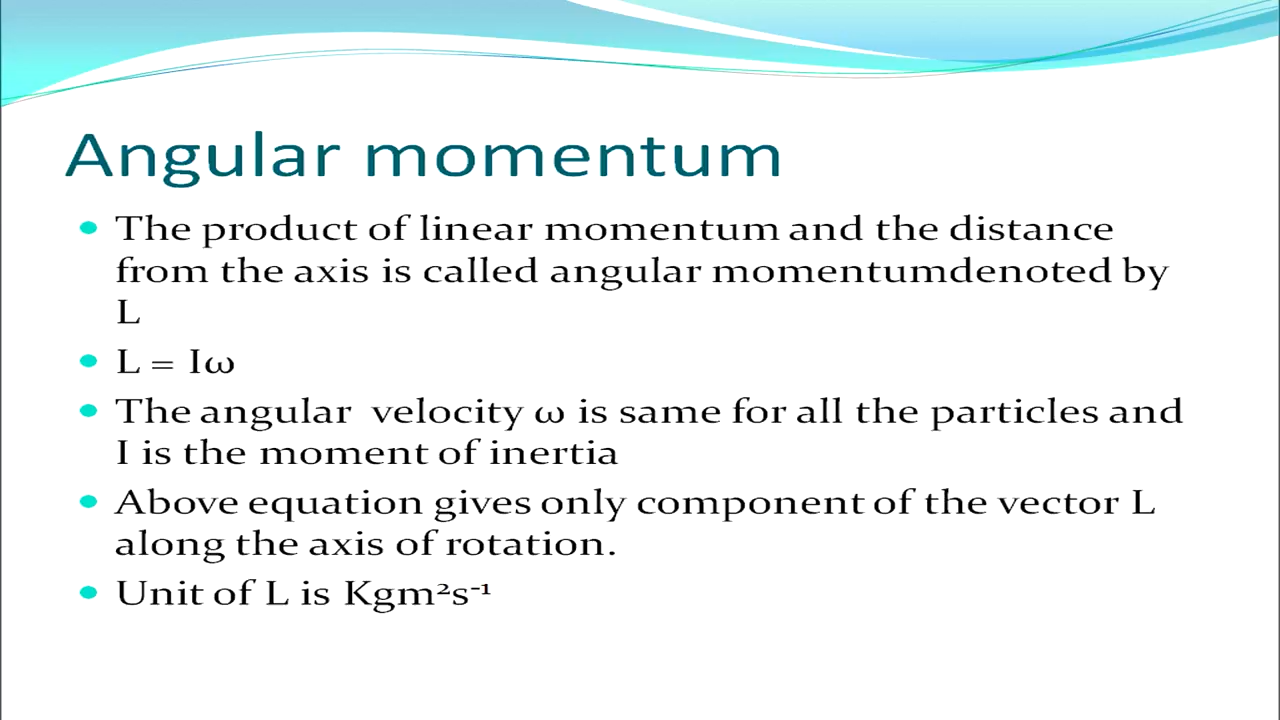 Angular momentum
The product of linear momentum and the distance
from the axis is called angular momentumdenoted by
L
L = Iω
The angular velocity ω is same for all the particles and
I is the moment of inertia
Above equation gives only component of the vector L
along the axis of rotation.
Unit of L is Kgm²s⁻¹